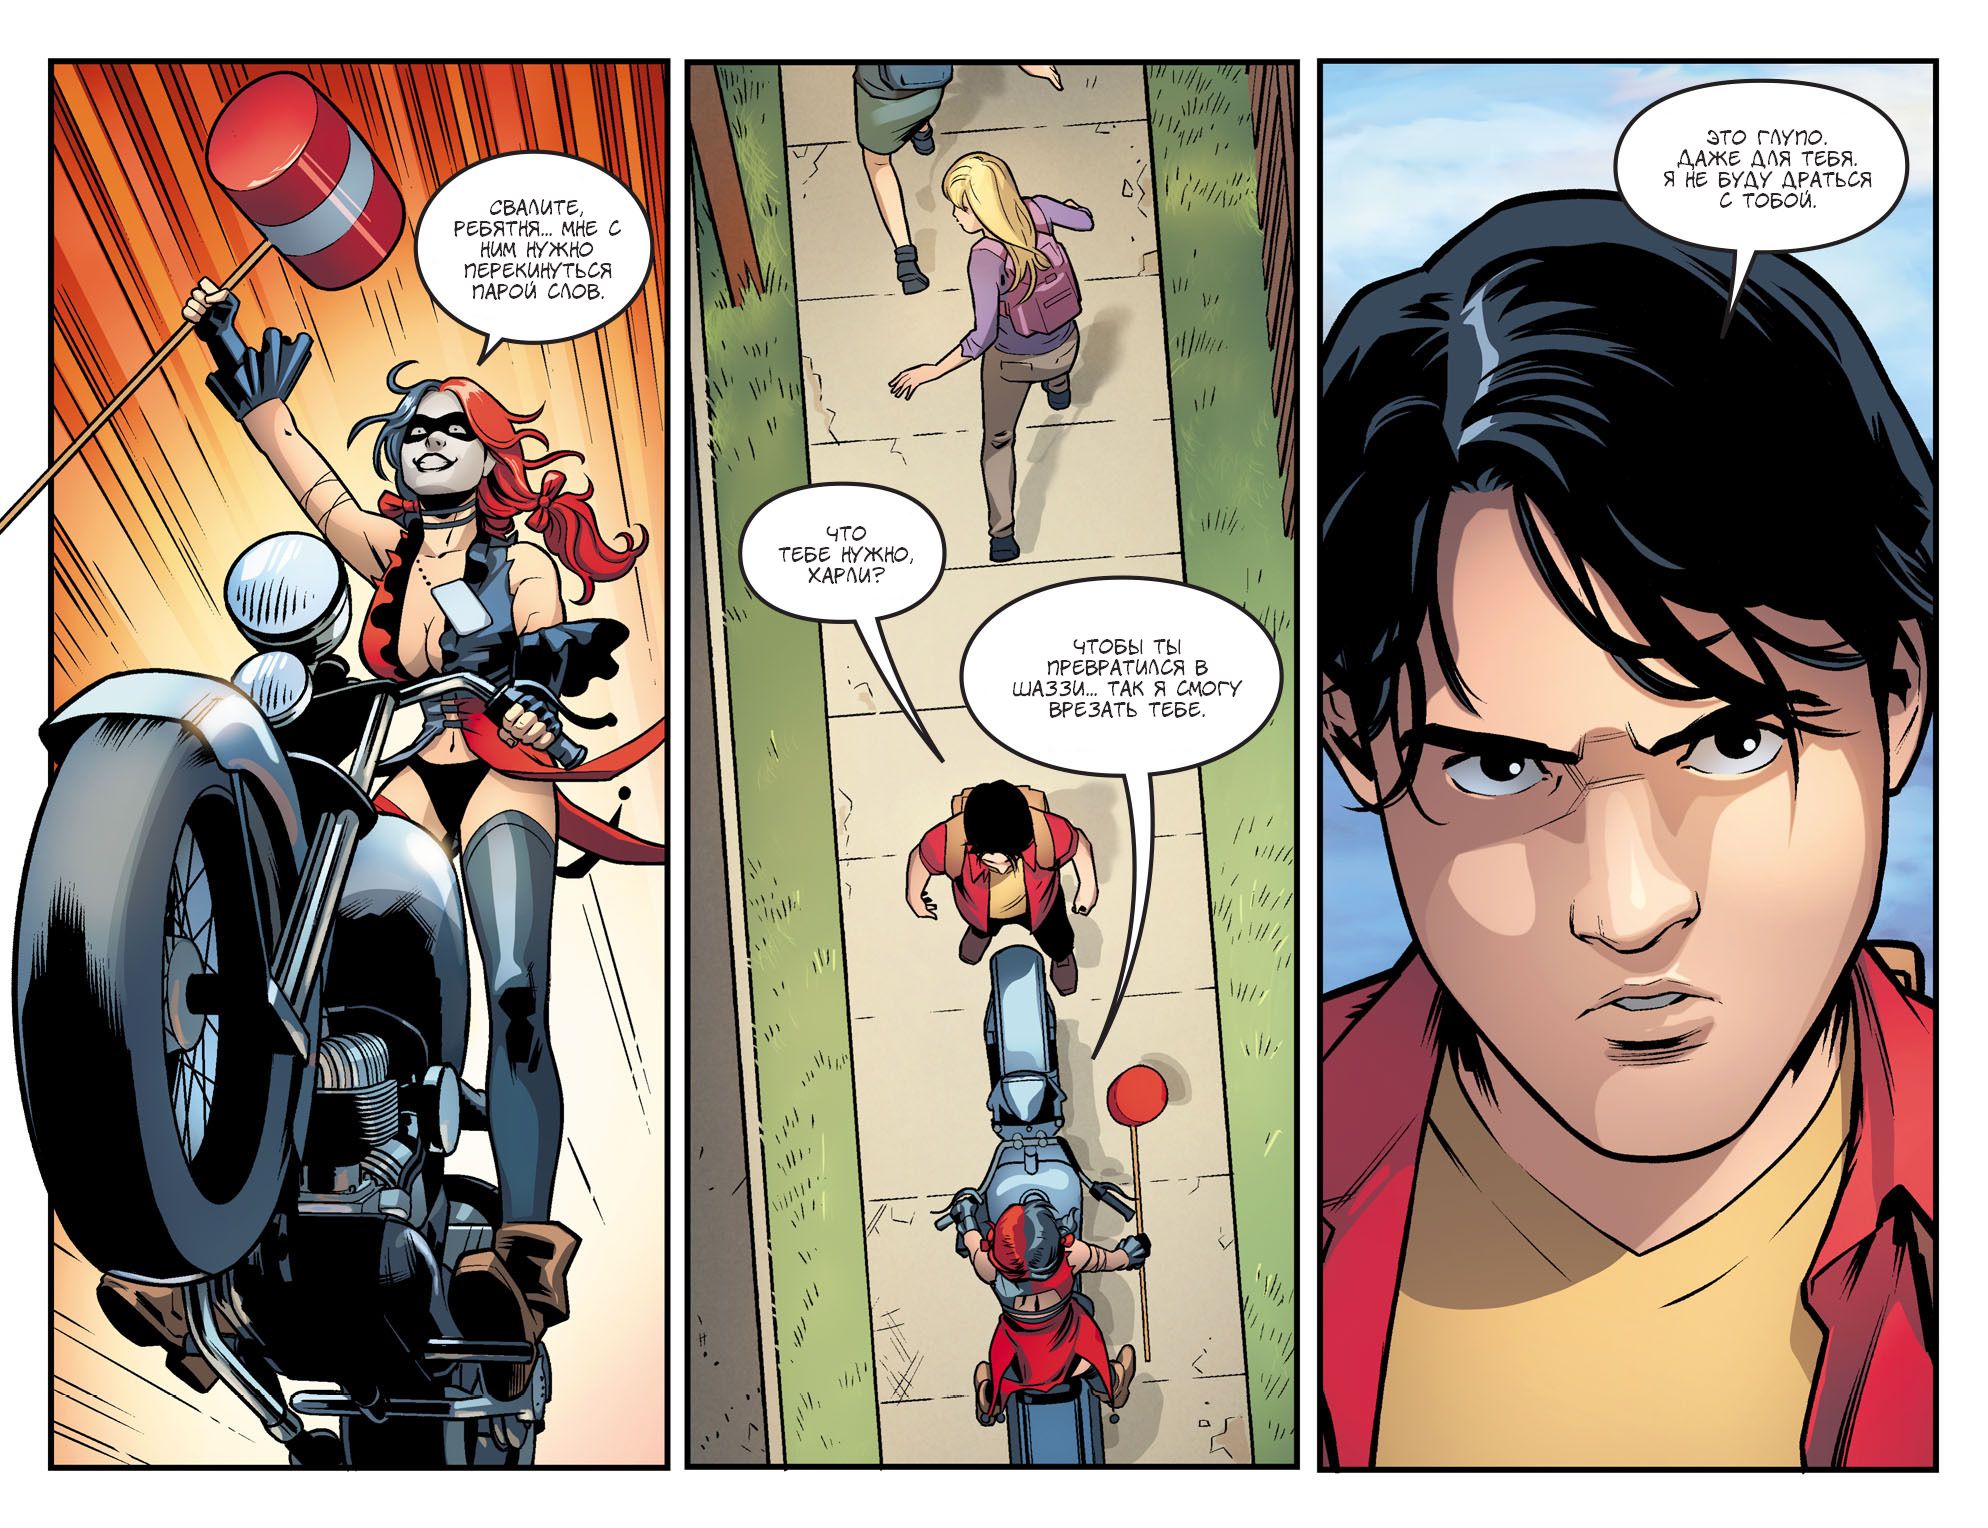 СВАЛИТЕ,
РЕБЯТНЯ... МНЕ С
НИМ НУЖНО
ПЕРЕКИНУТЬСЯ
ПАРОЙ СЛОВ.
ЧТО
ТЕБЕ НУЖНО,
ХАРЛИ?
ЧТОБЫ ТЫ
ПРЕВРАТИЛСЯ В
ШАЗЗИ... ТАК Я СМОГУ
ВРЕЗАТЬ ТЕБЕ.
ЭТО ГЛУПО.
ДАЖЕ ДЛЯ ТЕБЯ.
Я НЕ БУДУ ДРАТЬСЯ
С ТОБОЙ.